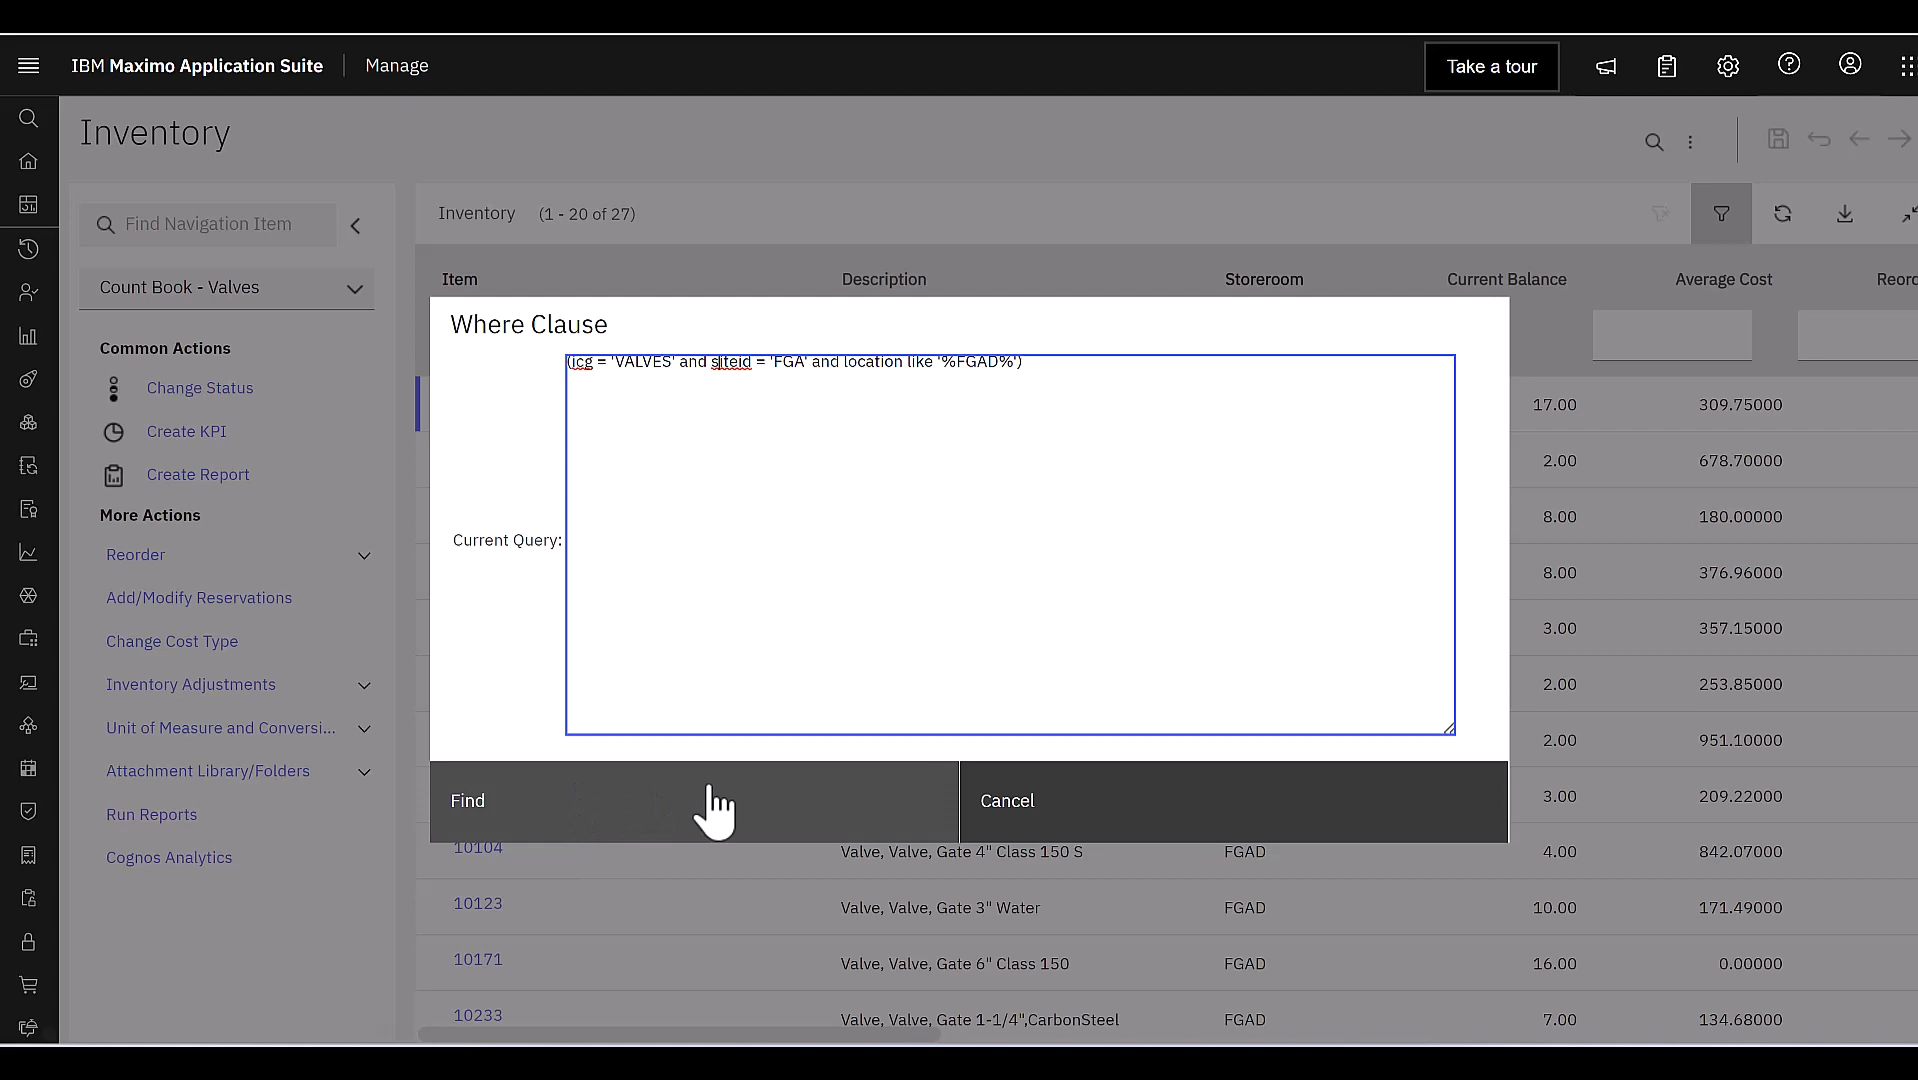 IBM Maximo Application Suite
Manage
Take a tour
Inventory
Find Navigation Item
Inventory (1 - 20 of 27)
Count Book - Valves
Item Description Storeroom Current Balance Average Cost Reorc
Where Clause
Current Query:
(icg = 'VALVES' and siteid = 'FGA' and location like '%FGAD%')
Find
Cancel
Common Actions
Change Status
Create KPI
Create Report
More Actions
Reorder
Add/Modify Reservations
Change Cost Type
Inventory Adjustments
Unit of Measure and Conversi...
Attachment Library/Folders
Run Reports
Cognos Analytics
17.00 309.75000
2.00 678.70000
8.00 180.00000
8.00 376.96000
3.00 357.15000
2.00 253.85000
2.00 951.10000
3.00 209.22000
10104 Valve, Valve, Gate 4" Class 150 S FGAD 4.00 842.07000
10123 Valve, Valve, Gate 3" Water FGAD 10.00 171.49000
10171 Valve, Valve, Gate 6" Class 150 FGAD 16.00 0.00000
10233 Valve, Valve, Gate 1-1/4",CarbonSteel FGAD 7.00 134.68000